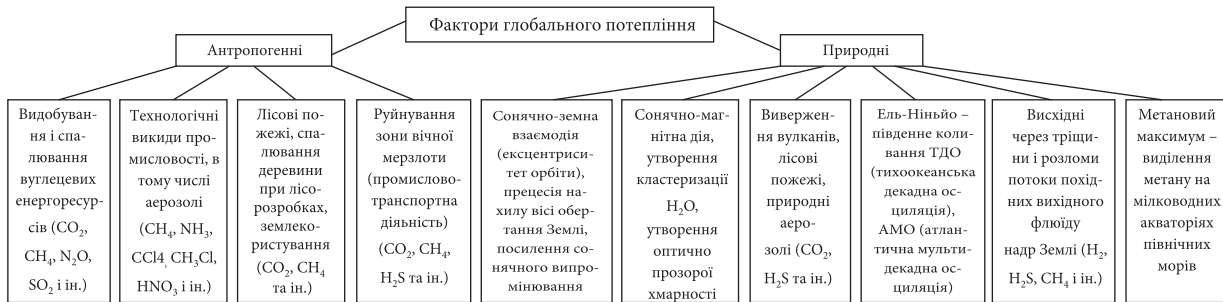 Фактори глобального потепління
Антропогенні
Природні
Видобуван-
ня і спа-
лювання
вуглецевих
енергоресур-
сів (CO₂,
CH₄, N₂O,
SO₂ і ін.)
Технологічні
викиди про-
мисловості, в
тому числі
аерозолі
(CH₄, NH₃,
CCl4, CH₃Cl,
HNO₃ і ін.)
Лісові по-
жежі, спа-
лювання
деревини
при лісо-
розробках,
землеко-
ристування
(CO₂, CH₄
та ін.)
Руйнування
зони вічної
мерзлоти
(промислово-
транспортна
діяьність)
(CO₂, CH₄,
H₂S та ін.)
Сонячно-земна
взаємодія
(ексцентриси-
тет орбіти),
прецесія на-
хилу вісі обер-
тання Землі,
посилення со-
нячного випро-
мінювання
Сонячно-маг-
нітна дія,
утворення
кластеризації
H₂O,
утворення
оптично
прозорої
хмарності
Вивержен-
ня вулканів,
лісові
пожежі,
природні
аеро-
золі (CO₂,
H₂S та ін.)
Ель-Ніньйо –
південне коли-
вання ТДО
(тихоокеанська
декадна ос-
циляція),
АМО (атлан-
тична мульти-
декадна ос-
циляція)
Висхідні
через тріщи-
ни і розломи
потоки похід-
них вихідного
флюїду
надр Землі (H₂,
H₂S, CH₄ і ін.)
Метановий
максимум –
виділення
метану на
мілководних
акваторіях
північних
морів